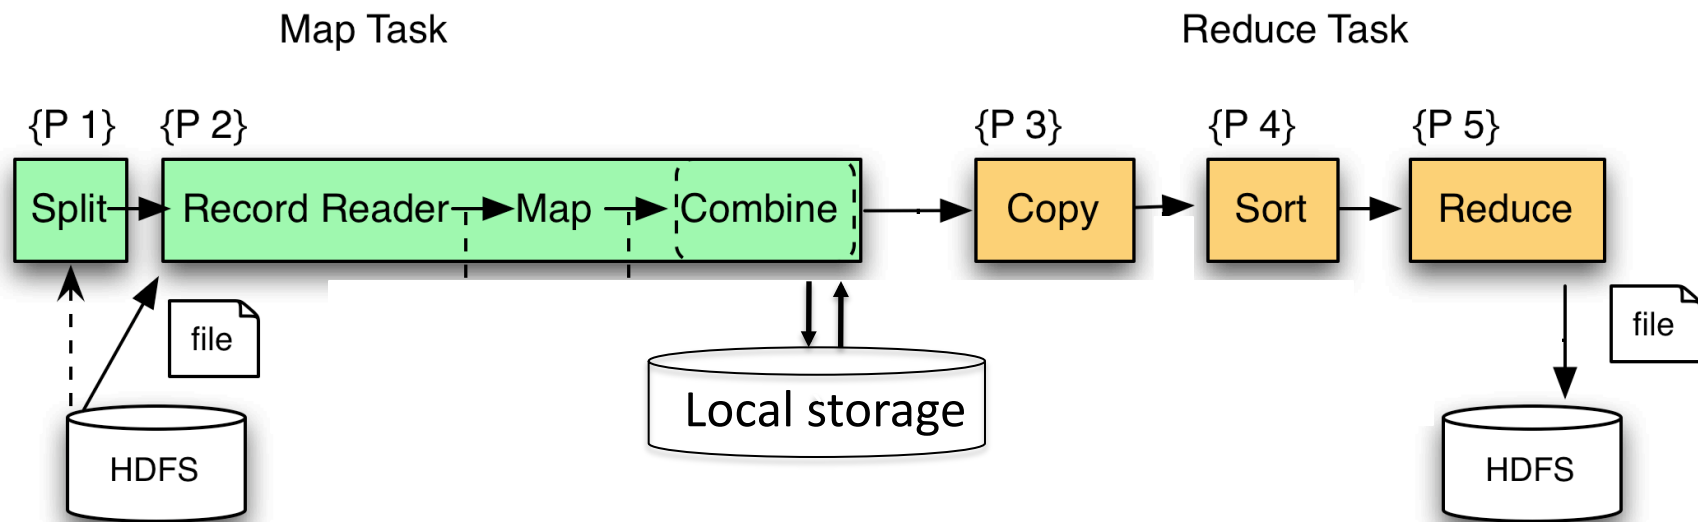 Map Task
Reduce Task
{P 1}
{P 2}
{P 3}
{P 4}
{P 5}
Split
Record Reader
Map
Combine
Copy
Sort
Reduce
file
file
Local storage
HDFS
HDFS